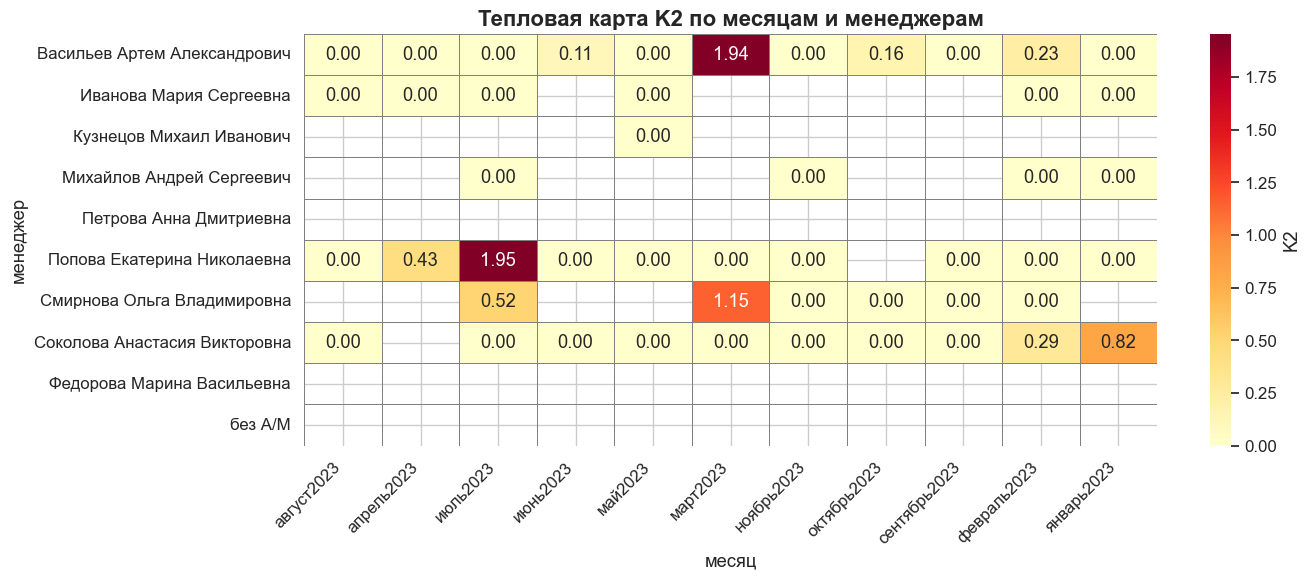 Тепловая карта K2 по месяцам и менеджерам
менеджер
Васильев Артем Александрович 0.00 0.00 0.00 0.11 0.00 1.94 0.00 0.16 0.00 0.23 0.00
Иванова Мария Сергеевна 0.00 0.00 0.00 0.00 0.00 0.00
Кузнецов Михаил Иванович 0.00
Михайлов Андрей Сергеевич 0.00 0.00 0.00 0.00
Петрова Анна Дмитриевна
Попова Екатерина Николаевна 0.00 0.43 1.95 0.00 0.00 0.00 0.00 0.00 0.00 0.00
Смирнова Ольга Владимировна 0.52 1.15 0.00 0.00 0.00 0.00
Соколова Анастасия Викторовна 0.00 0.00 0.00 0.00 0.00 0.00 0.00 0.00 0.29 0.82
Федорова Марина Васильевна
без А/М
август2023 апрель2023 июль2023 июнь2023 май2023 март2023 ноябрь2023 октябрь2023 сентябрь2023 февраль2023 январь2023
месяц
1.75
1.50
1.25
1.00
0.75
0.50
0.25
0.00
K2